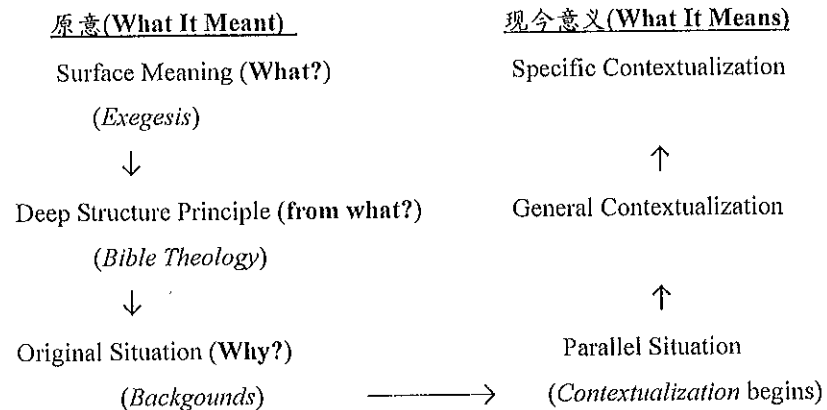 原意(What It Meant)
Surface Meaning (What?)
(Exegesis)
↓
Deep Structure Principle (from what?)
(Bible Theology)
↓
Original Situation (Why?)
(Backgounds)
→
现今意义(What It Means)
Specific Contextualization
↑
General Contextualization
↑
Parallel Situation
(Contextualization begins)